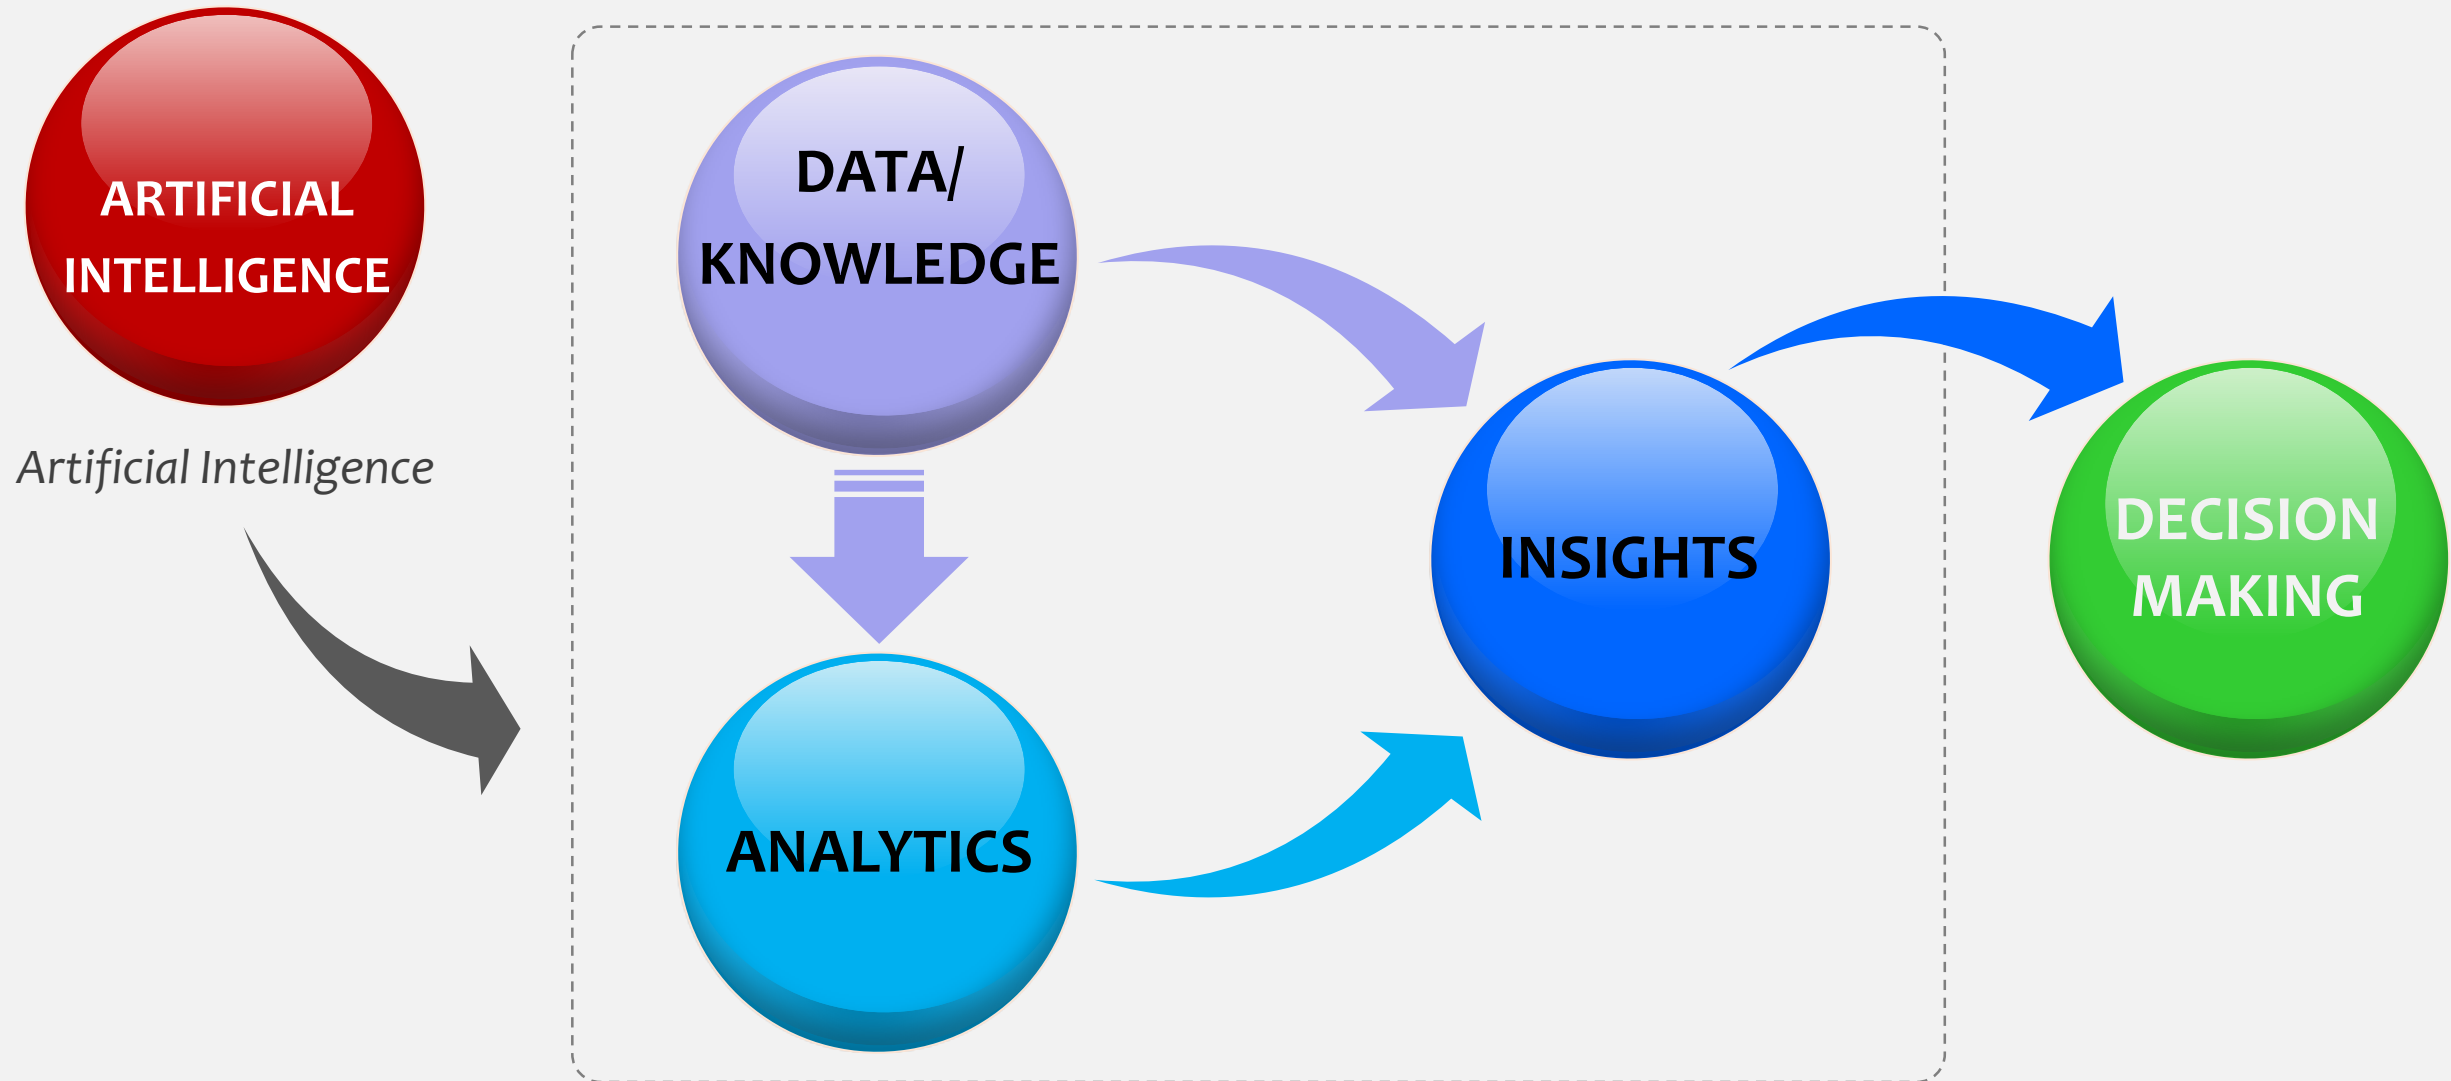 ARTIFICIAL
INTELLIGENCE
Artificial Intelligence
DATA/
KNOWLEDGE
ANALYTICS
INSIGHTS
DECISION
MAKING